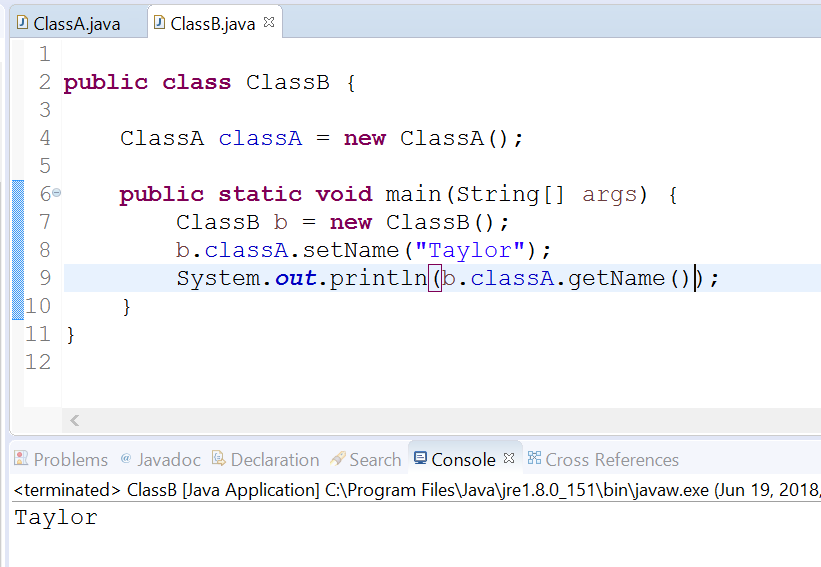 ClassA.java ClassB.java
1
2 public class ClassB {
3
4 ClassA classA = new ClassA();
5
6 public static void main(String[] args) {
7 ClassB b = new ClassB();
8 b.classA.setName("Taylor");
9 System.out.println(b.classA.getName());
10 }
11 }
12
Problems @ Javadoc Declaration Search Console Cross References
<terminated> ClassB [Java Application] C:\Program Files\Java\jre1.8.0_151\bin\javaw.exe (Jun 19, 2018,
Taylor